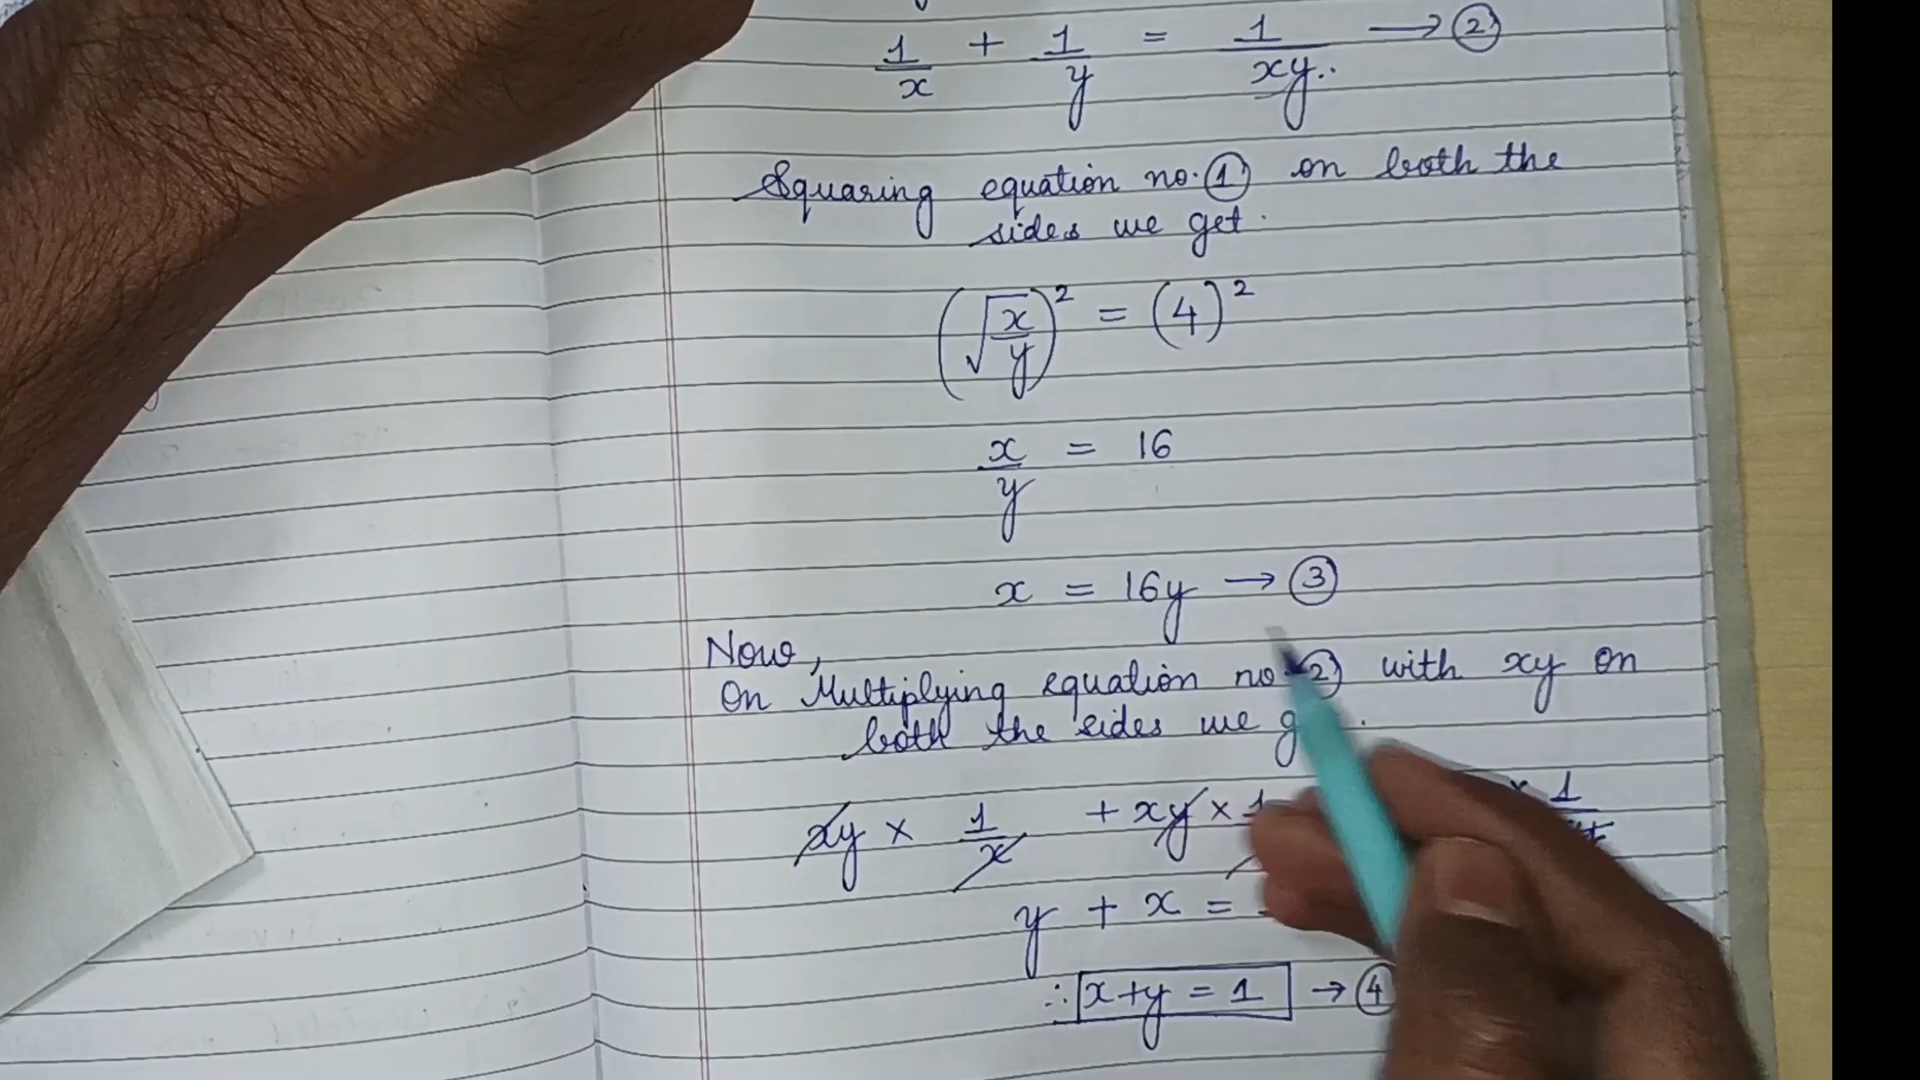 1/x + 1/y = 1/xy.. → ②
Squaring equation no. ① on both the
sides we get.
(√x/y)² = (4)²
x/y = 16
x = 16y → ③
Now,
On Multiplying equation no. ② with xy on
both the sides we g
xy × 1/x + xy × 1 × 1
y + x =
∴ x+y = 1 → ④